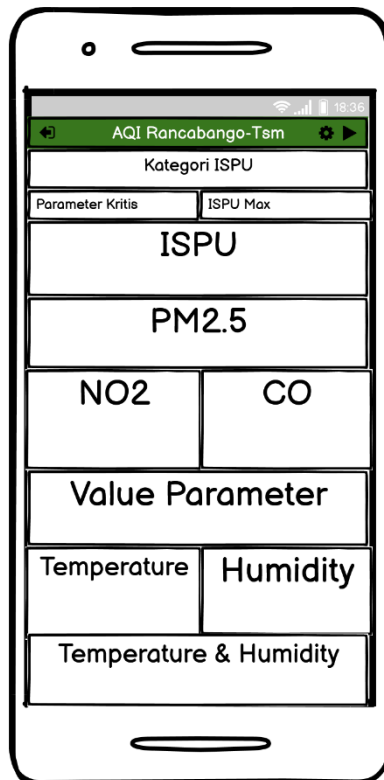 18:36
AQI Rancabango-Tsm
Kategori ISPU
Parameter Kritis
ISPU Max
ISPU
PM2.5
NO2
CO
Value Parameter
Temperature
Humidity
Temperature & Humidity